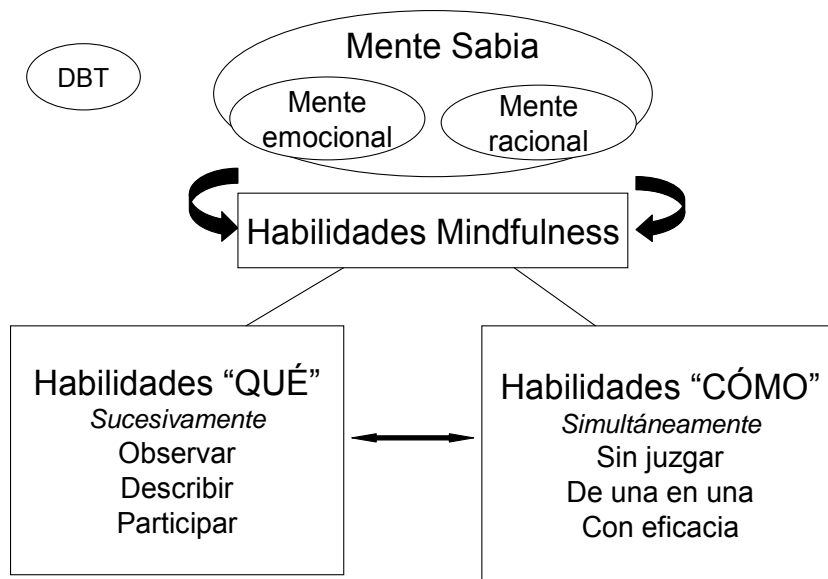 Mente Sabia
DBT
Mente
emocional
Mente
racional
Habilidades Mindfulness
Habilidades “QUÉ”
Sucesivamente
Observar
Describir
Participar
Habilidades “CÓMO”
Simultáneamente
Sin juzgar
De una en una
Con eficacia